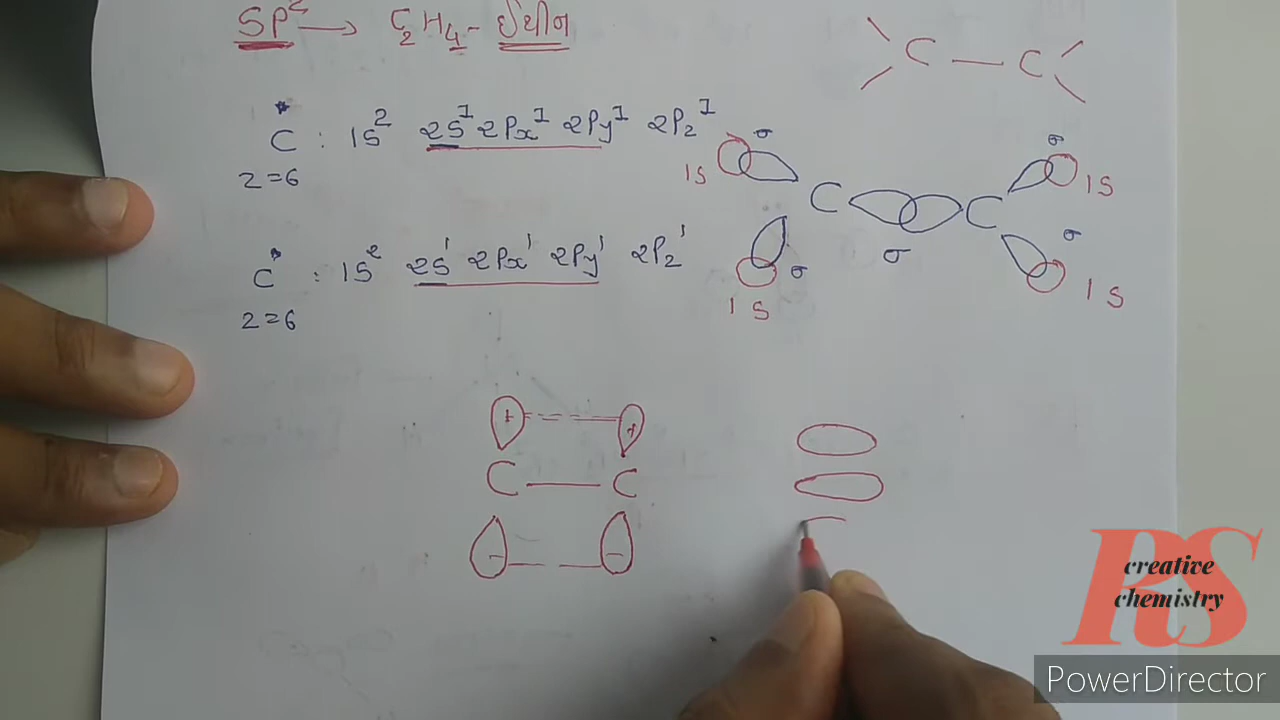 SP² → C₂H₄ - ઈથીન
C - C
C* : 1S² 2S¹ 2Px¹ 2Py¹ 2Pz¹
Z=6
σ
1S
C
C
σ
1S
σ
σ
1S
σ
1S
C* : 1S² 2S¹ 2Px¹ 2Py¹ 2Pz¹
Z=6
+ +
C — C
- -
RS
creative
chemistry
PowerDirector